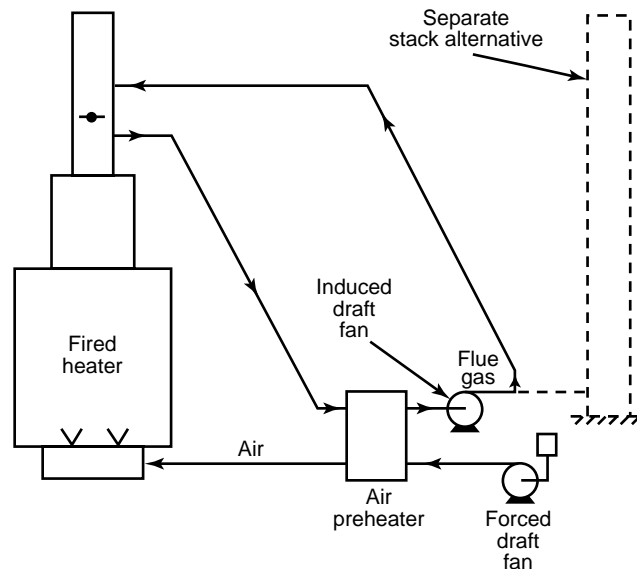 Separate
stack alternative
Induced
draft
fan
Fired
heater
Flue
gas
Air
Air
preheater
Forced
draft
fan